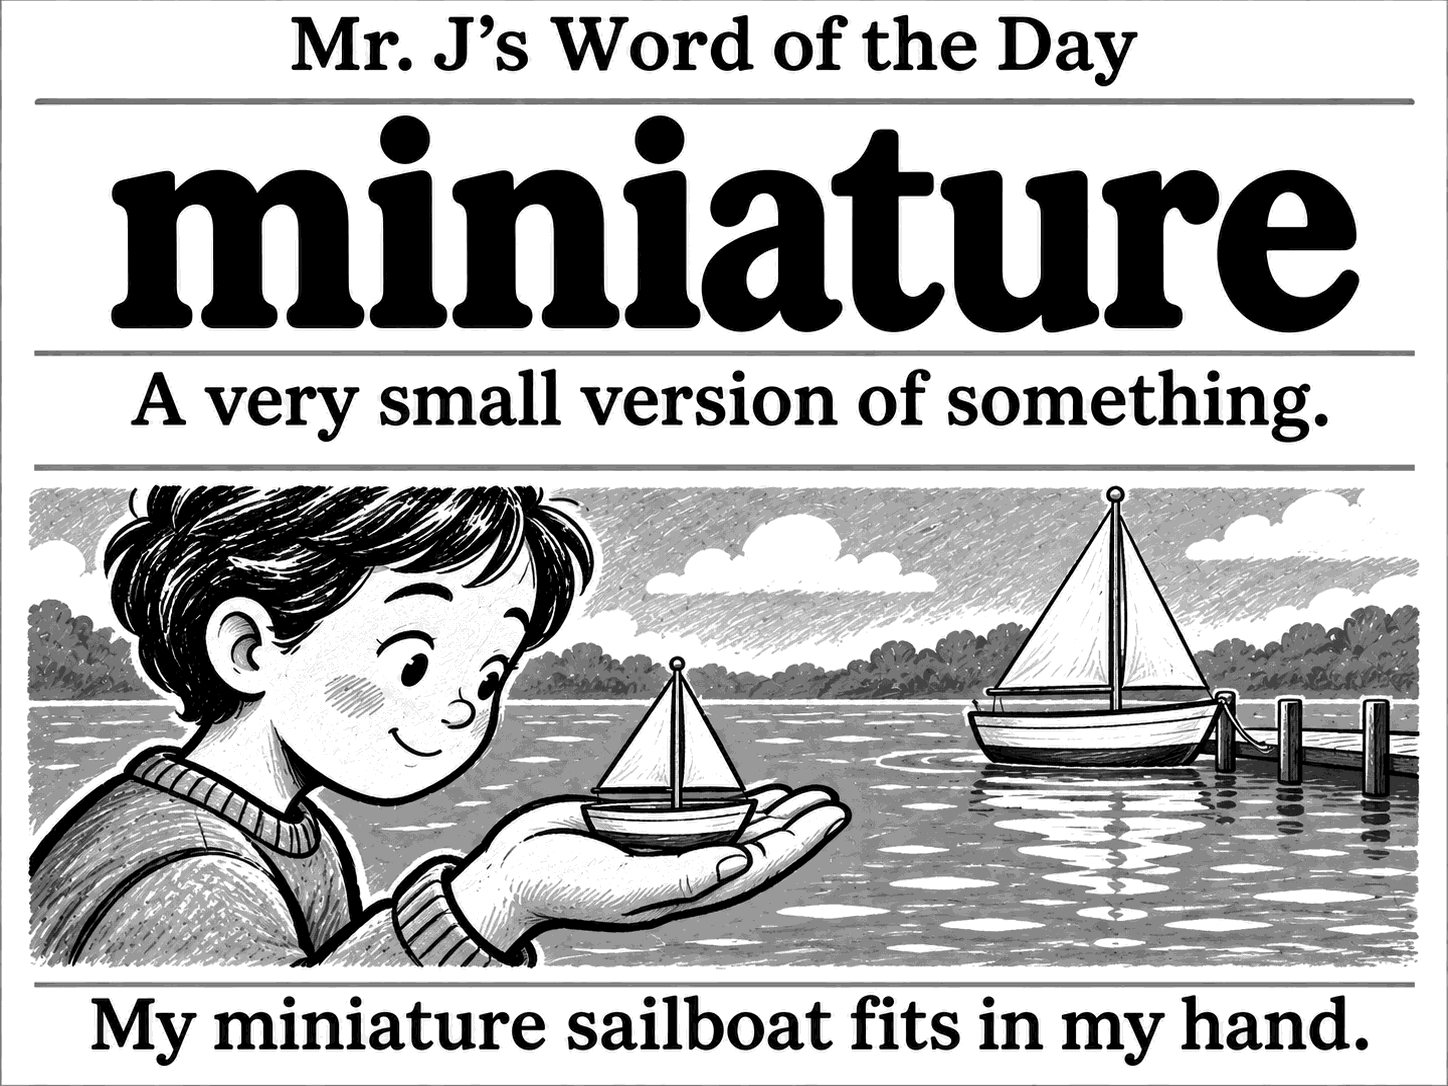 Mr. J’s Word of the Day
miniature
A very small version of something.
My miniature sailboat fits in my hand.